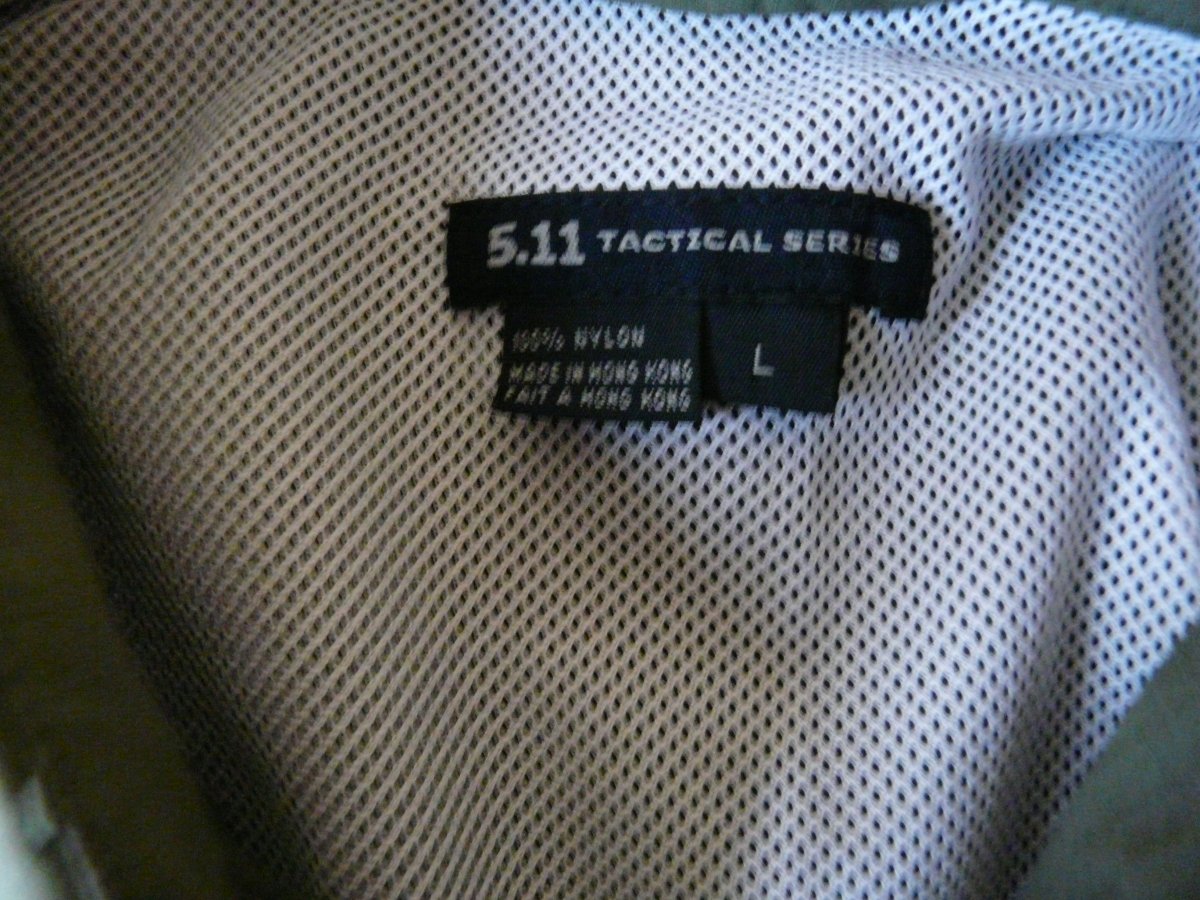 5.11 TACTICAL SERIES
100% NYLON
MADE IN HONG KONG
FAIT A HONG KONG
L